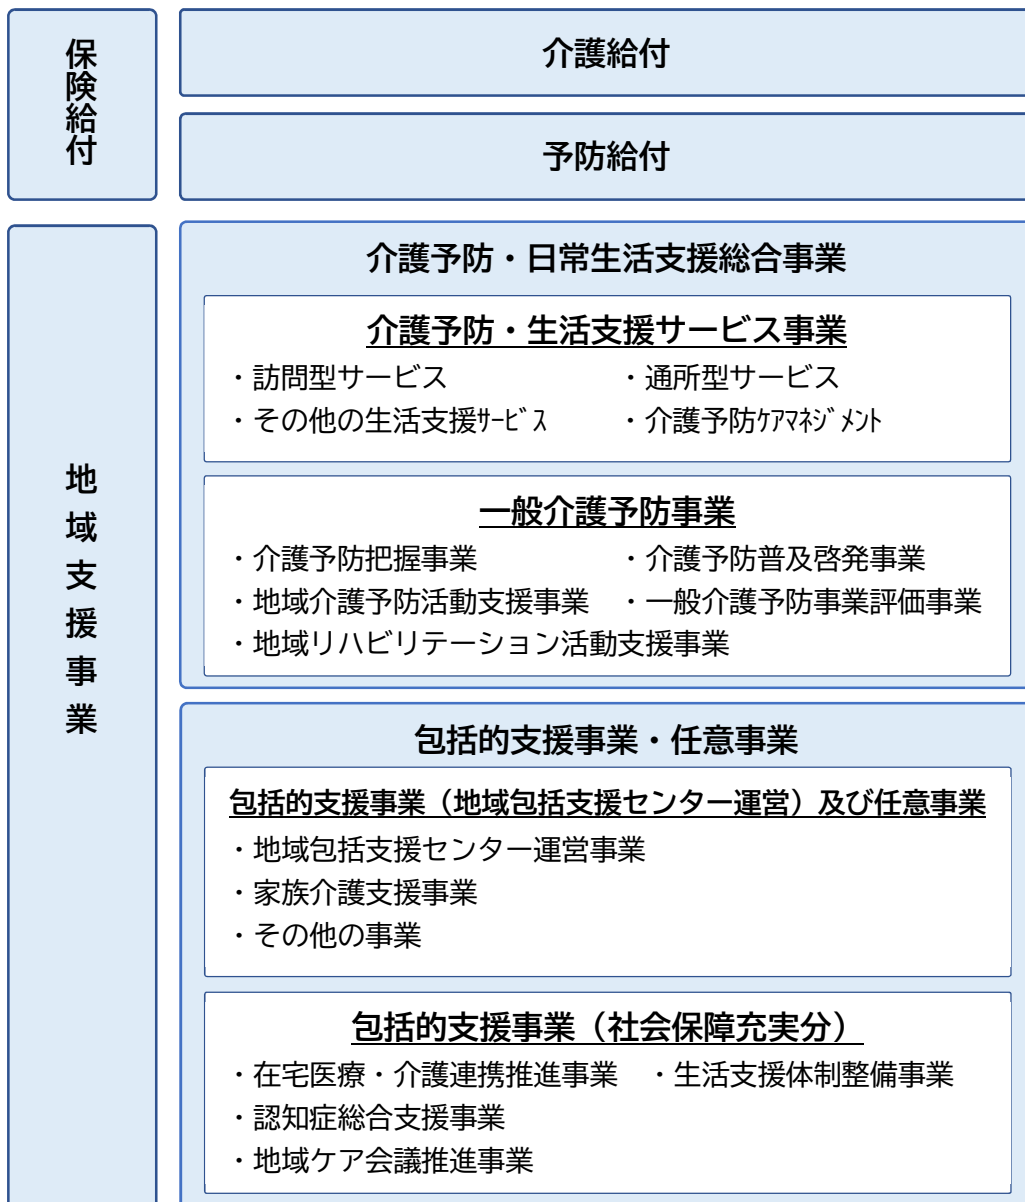 保険給付
介護給付
予防給付
地域支援事業
介護予防・日常生活支援総合事業
介護予防・生活支援サービス事業
・訪問型サービス ・通所型サービス
・その他の生活支援ｻｰﾋﾞｽ ・介護予防ｹｱﾏﾈｼﾞﾒﾝﾄ
一般介護予防事業
・介護予防把握事業 ・介護予防普及啓発事業
・地域介護予防活動支援事業 ・一般介護予防事業評価事業
・地域リハビリテーション活動支援事業
包括的支援事業・任意事業
包括的支援事業（地域包括支援センター運営）及び任意事業
・地域包括支援センター運営事業
・家族介護支援事業
・その他の事業
包括的支援事業（社会保障充実分）
・在宅医療・介護連携推進事業 ・生活支援体制整備事業
・認知症総合支援事業
・地域ケア会議推進事業